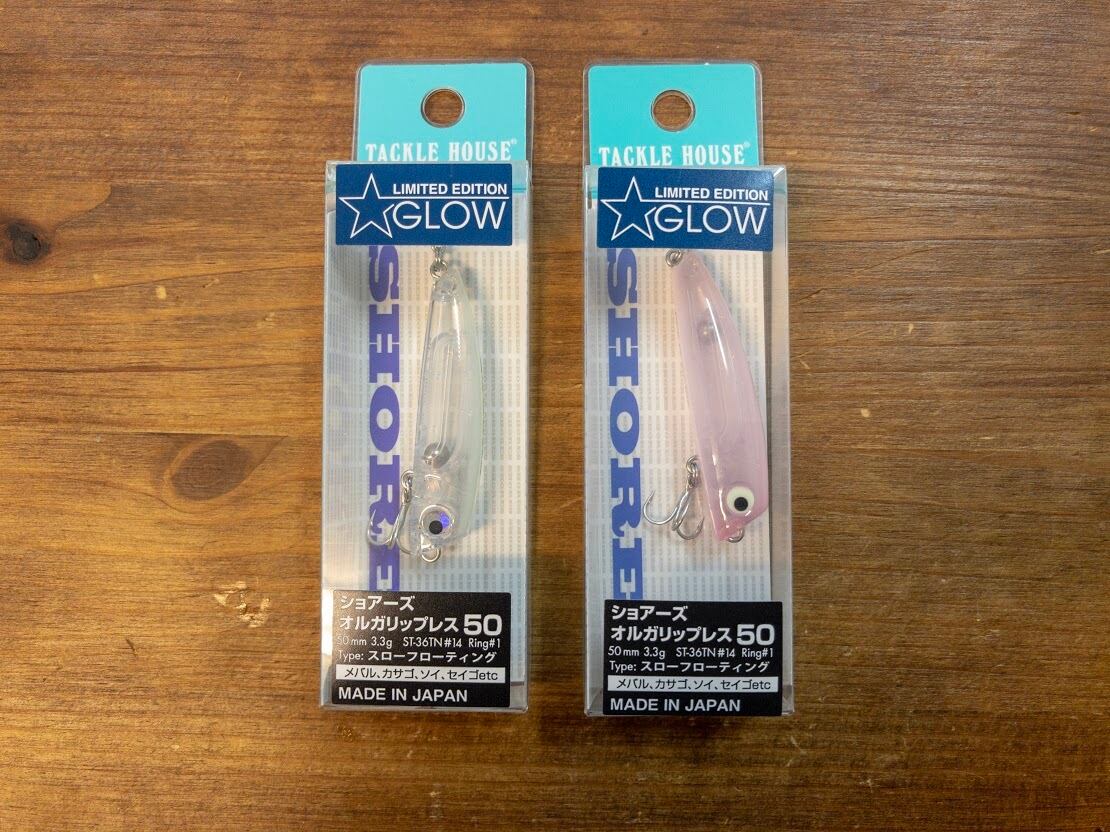 TACKLE HOUSE®
LIMITED EDITION
GLOW
SHORE
ショアーズ
オルガリップレス50
50mm 3.3g ST-36TN#14 Ring#1
Type: スローフローティング
メバル、カサゴ、ソイ、セイゴetc
MADE IN JAPAN
TACKLE HOUSE®
LIMITED EDITION
GLOW
SHORE
ショアーズ
オルガリップレス50
50mm 3.3g ST-36TN#14 Ring#1
Type: スローフローティング
メバル、カサゴ、ソイ、セイゴetc
MADE IN JAPAN